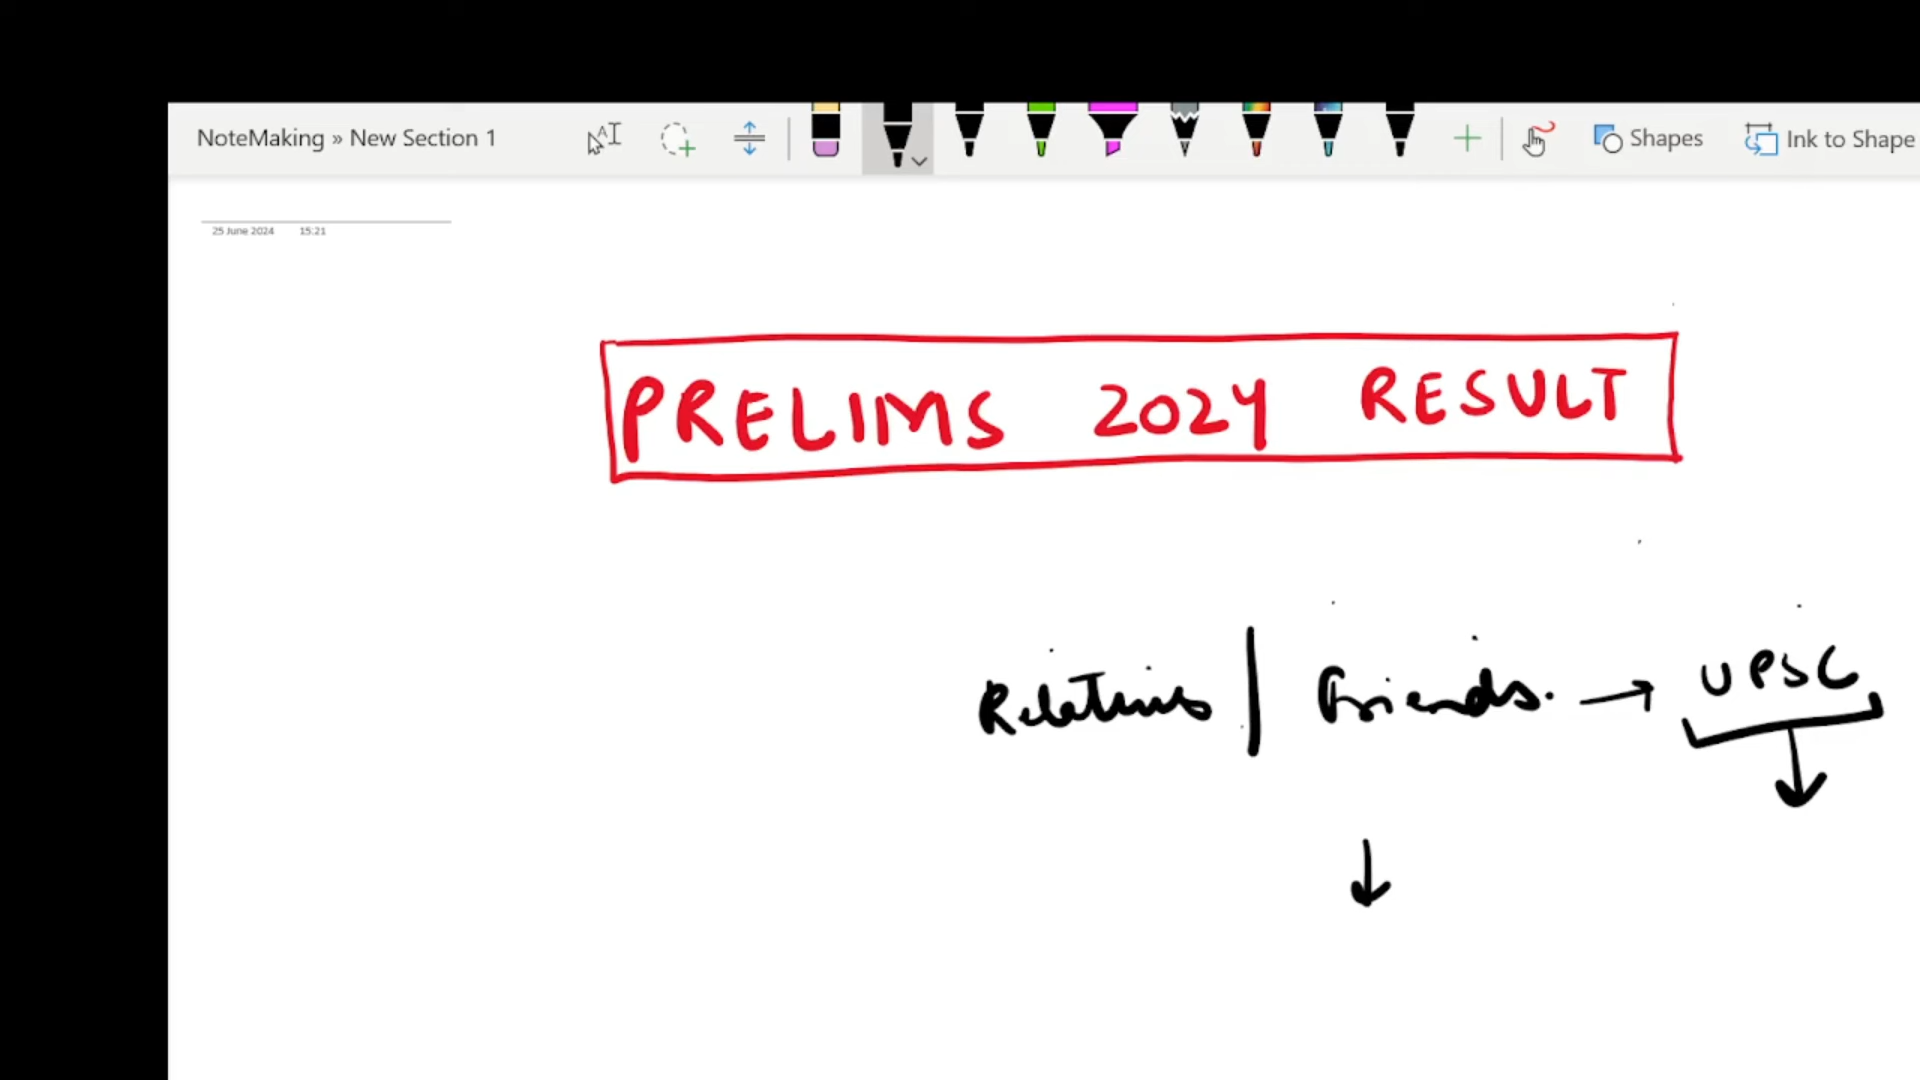 NoteMaking » New Section 1
Shapes
Ink to Shape
25 June 2024 15:21
PRELIMS 2024 RESULT
Relatives | Friends. → UPSC